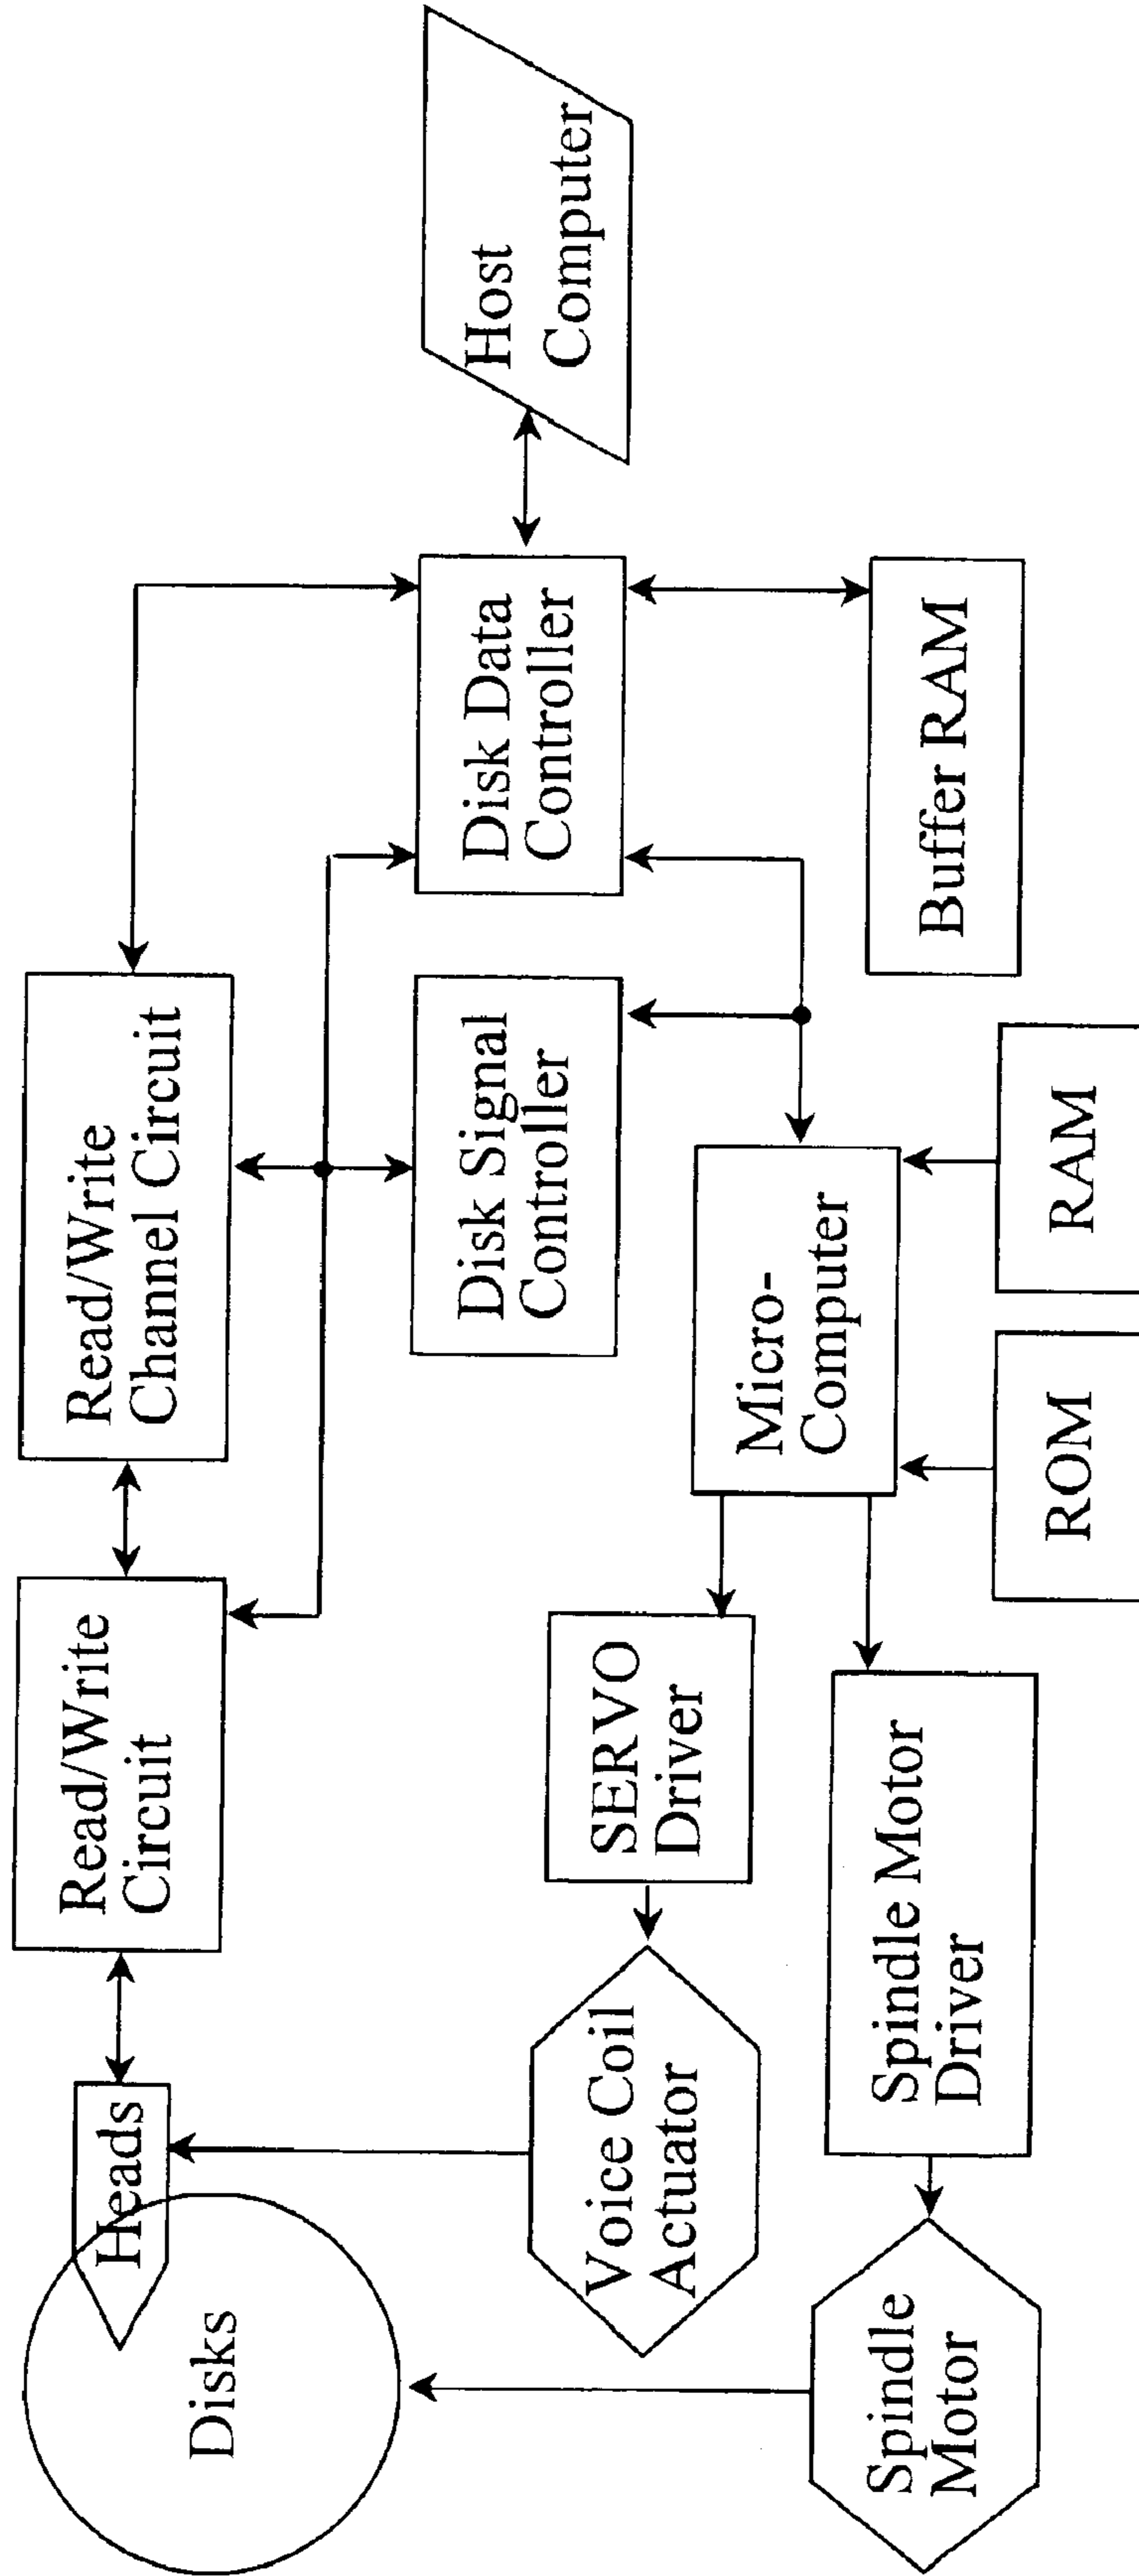 Disks
Heads
Read/Write
Circuit
Read/Write
Channel Circuit
Disk Signal
Controller
Disk Data
Controller
Host
Computer
Voice Coil
Actuator
SERVO
Driver
Micro-
Computer
Spindle
Motor
Spindle Motor
Driver
ROM
RAM
Buffer RAM